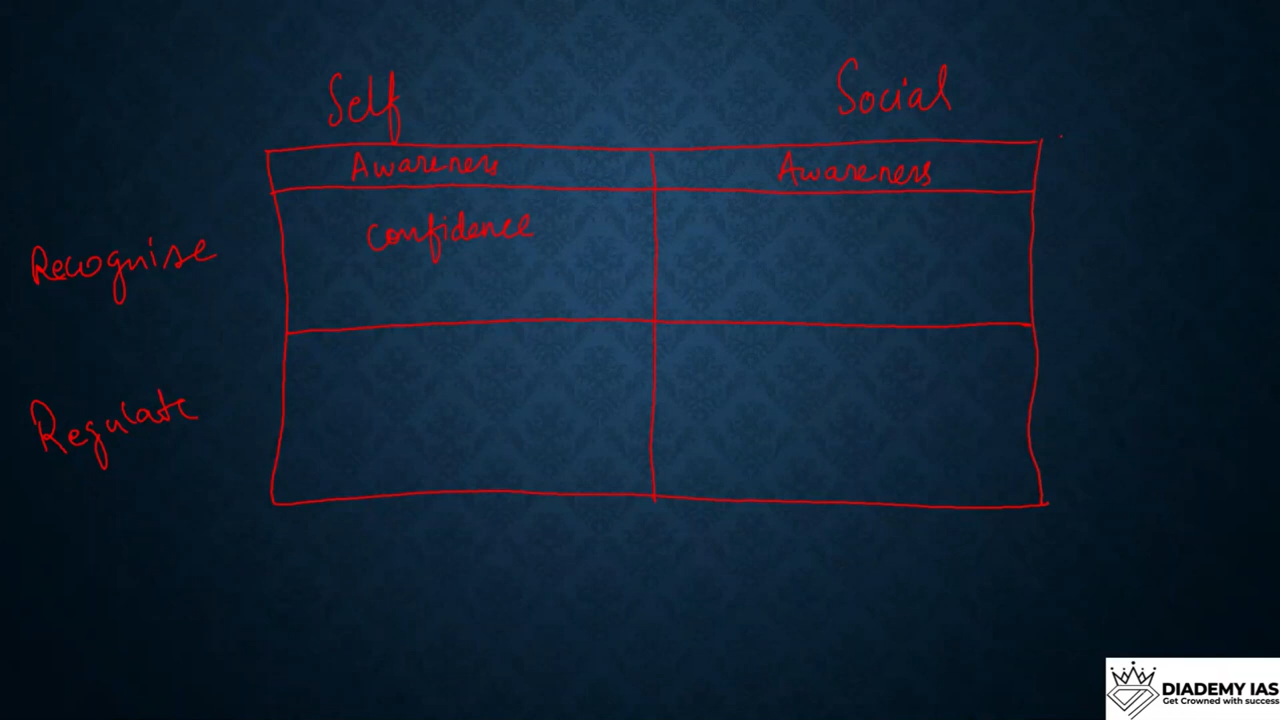 Self Social
Awareness Awareness
Recognise confidence
Regulate
DIADEMY IAS
Get Crowned with success